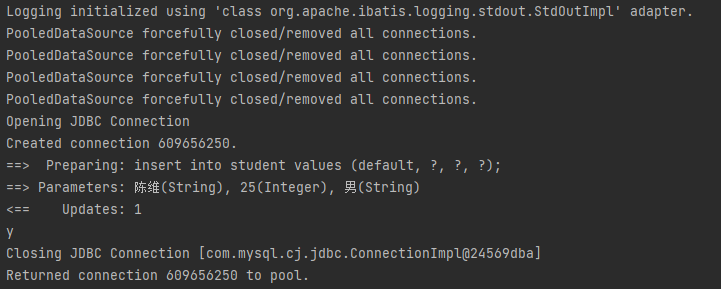 Logging initialized using 'class org.apache.ibatis.logging.stdout.StdOutImpl' adapter.
PooledDataSource forcefully closed/removed all connections.
PooledDataSource forcefully closed/removed all connections.
PooledDataSource forcefully closed/removed all connections.
PooledDataSource forcefully closed/removed all connections.
Opening JDBC Connection
Created connection 609656250.
==>  Preparing: insert into student values (default, ?, ?, ?);
==> Parameters: 陈维(String), 25(Integer), 男(String)
<==    Updates: 1
y
Closing JDBC Connection [com.mysql.cj.jdbc.ConnectionImpl@24569dba]
Returned connection 609656250 to pool.